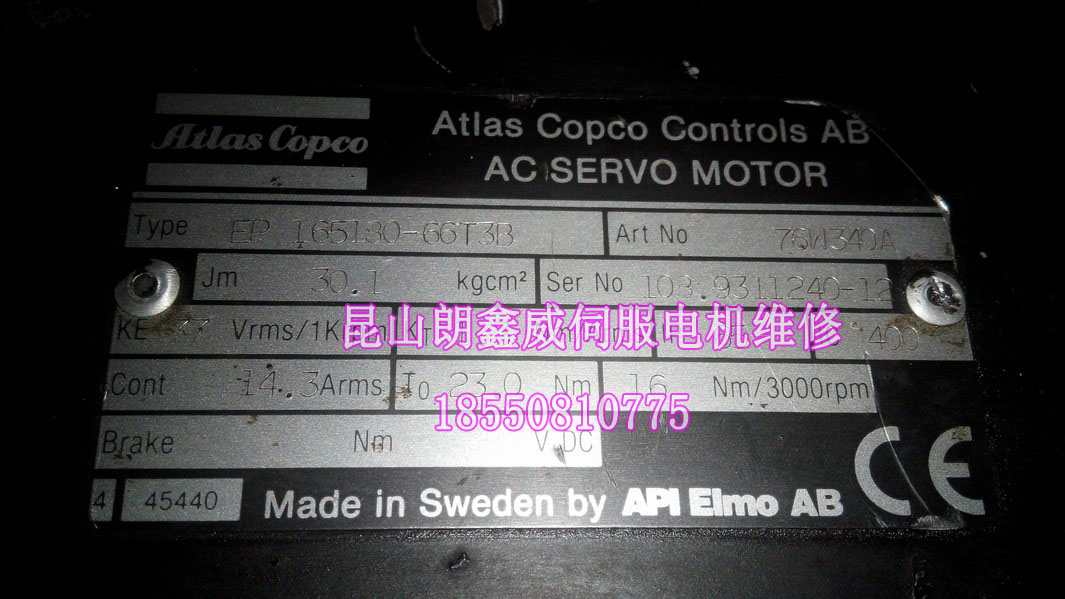 Atlas Copco
Atlas Copco Controls AB
AC SERVO MOTOR
Type EP 165180-66T3B Art No 76W340A
Jm 30.1 kgcm² Ser No 103.9311240-12
KE Vrms/1K 400
昆山朗鑫威伺服电机维修
Cont 14.3Arms T₀ 23.0 Nm 16 Nm/3000rpm
18550810775
Brake Nm V DC
CE
4 45440 Made in Sweden by API Elmo AB